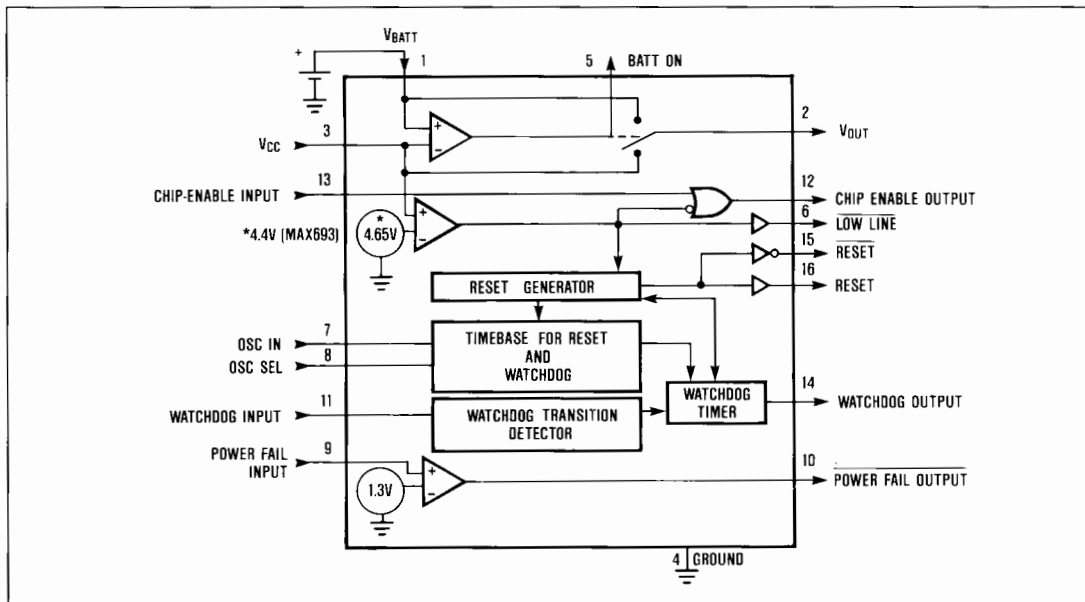 VBATT
+
1
5 BATT ON
3
VCC
+
−
2
VOUT
13
CHIP-ENABLE INPUT
12
CHIP ENABLE OUTPUT
*4.4V (MAX693)
*
4.65V
+
−
6
LOW LINE
15
RESET
16
RESET
RESET GENERATOR
7
OSC IN
8
OSC SEL
TIMEBASE FOR RESET
AND
WATCHDOG
11
WATCHDOG INPUT
WATCHDOG TRANSITION
DETECTOR
WATCHDOG
TIMER
14
WATCHDOG OUTPUT
9
POWER FAIL
INPUT
1.3V
+
−
10
POWER FAIL OUTPUT
4 GROUND